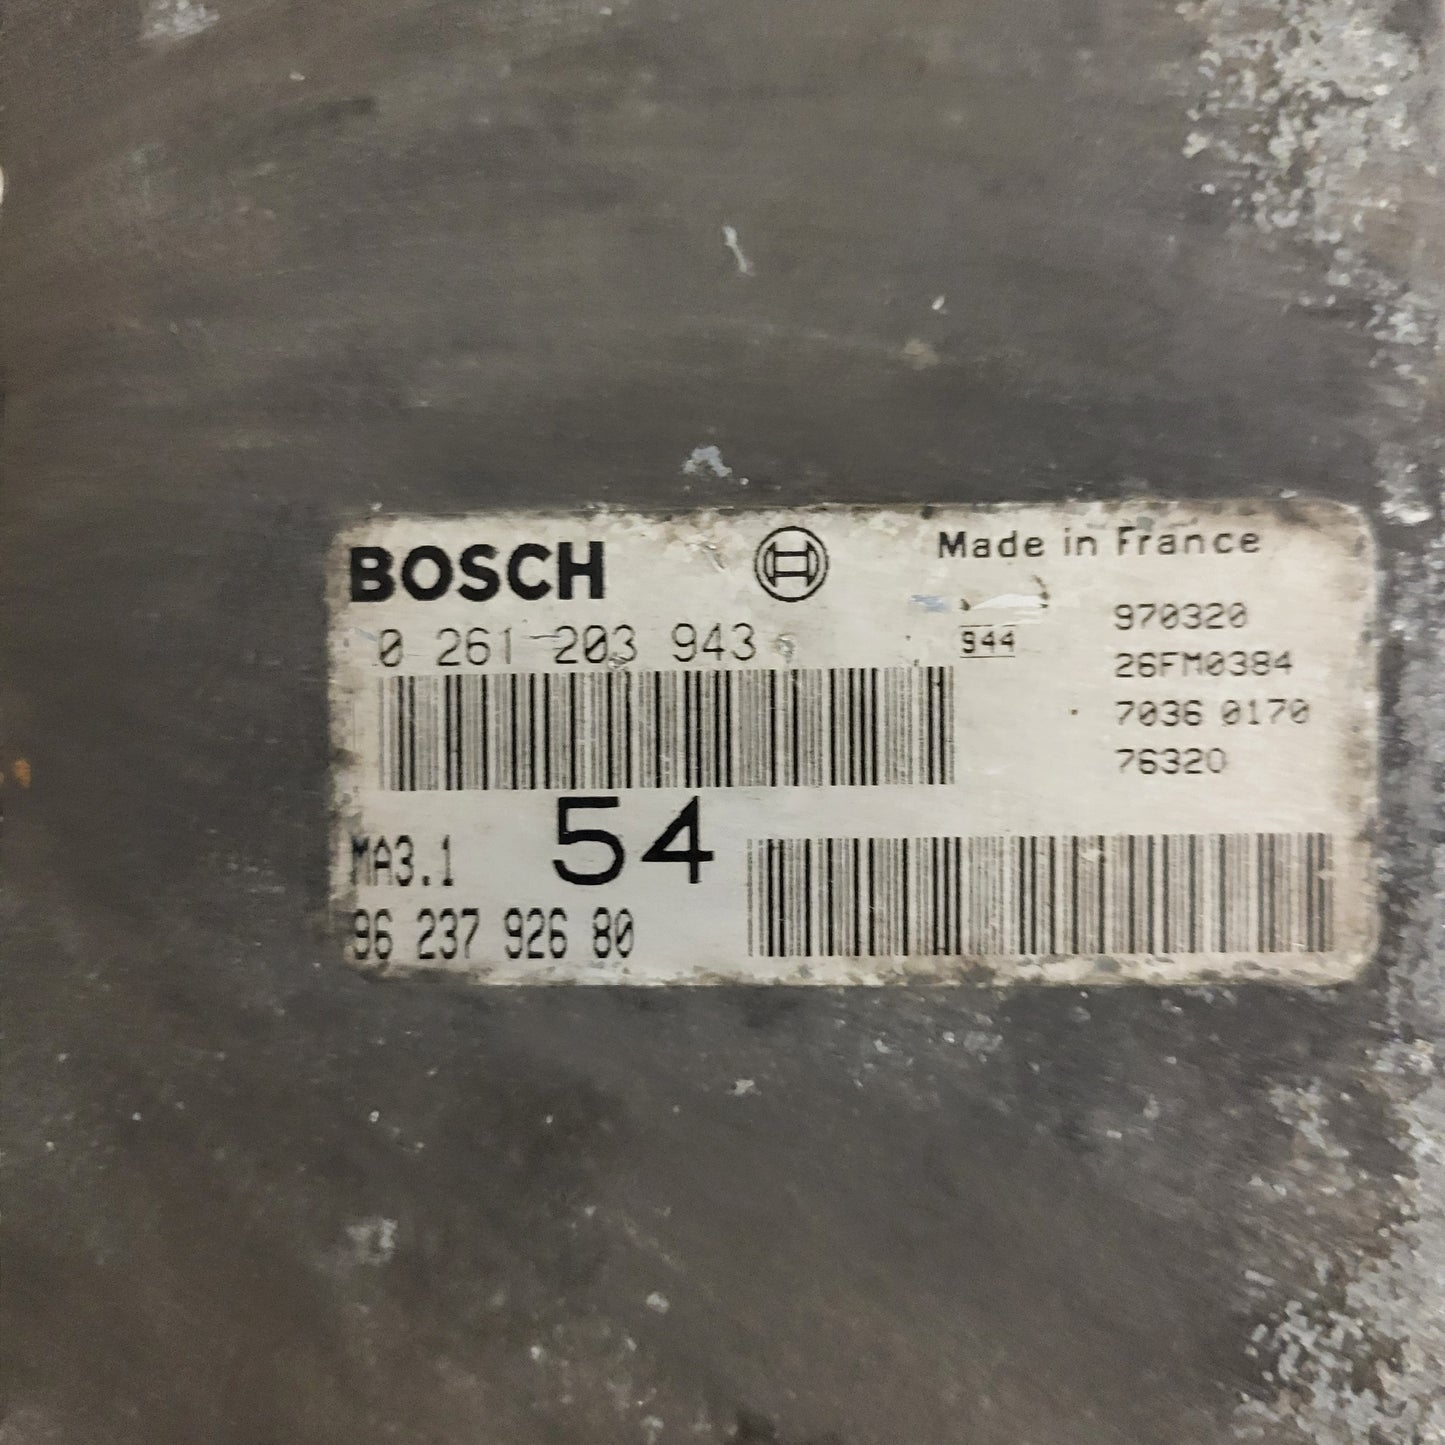 BOSCH
Made in France
0 261 203 943
944
970320
26FM0384
7036 0170
76320
MA3.1
54
96 237 926 80